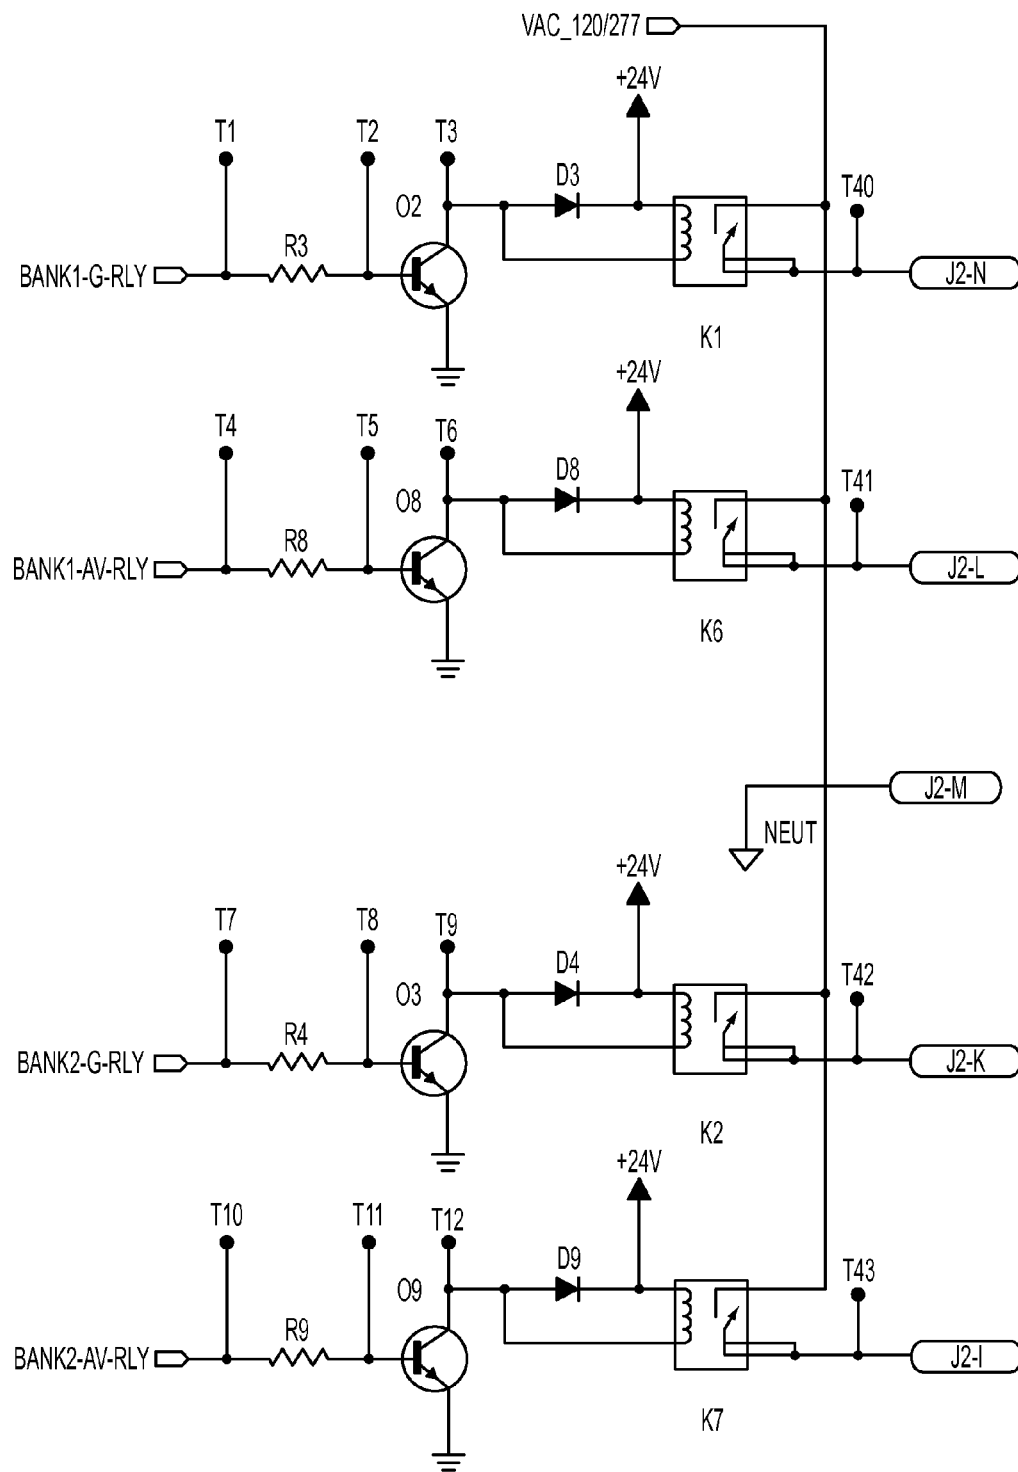 VAC_120/277
+24V
T1
T2
T3
D3
T40
O2
R3
BANK1-G-RLY
J2-N
K1
+24V
T4
T5
T6
D8
T41
O8
R8
BANK1-AV-RLY
J2-L
K6
J2-M
NEUT
+24V
T7
T8
T9
D4
T42
O3
R4
BANK2-G-RLY
J2-K
K2
+24V
T10
T11
T12
D9
T43
O9
R9
BANK2-AV-RLY
J2-I
K7